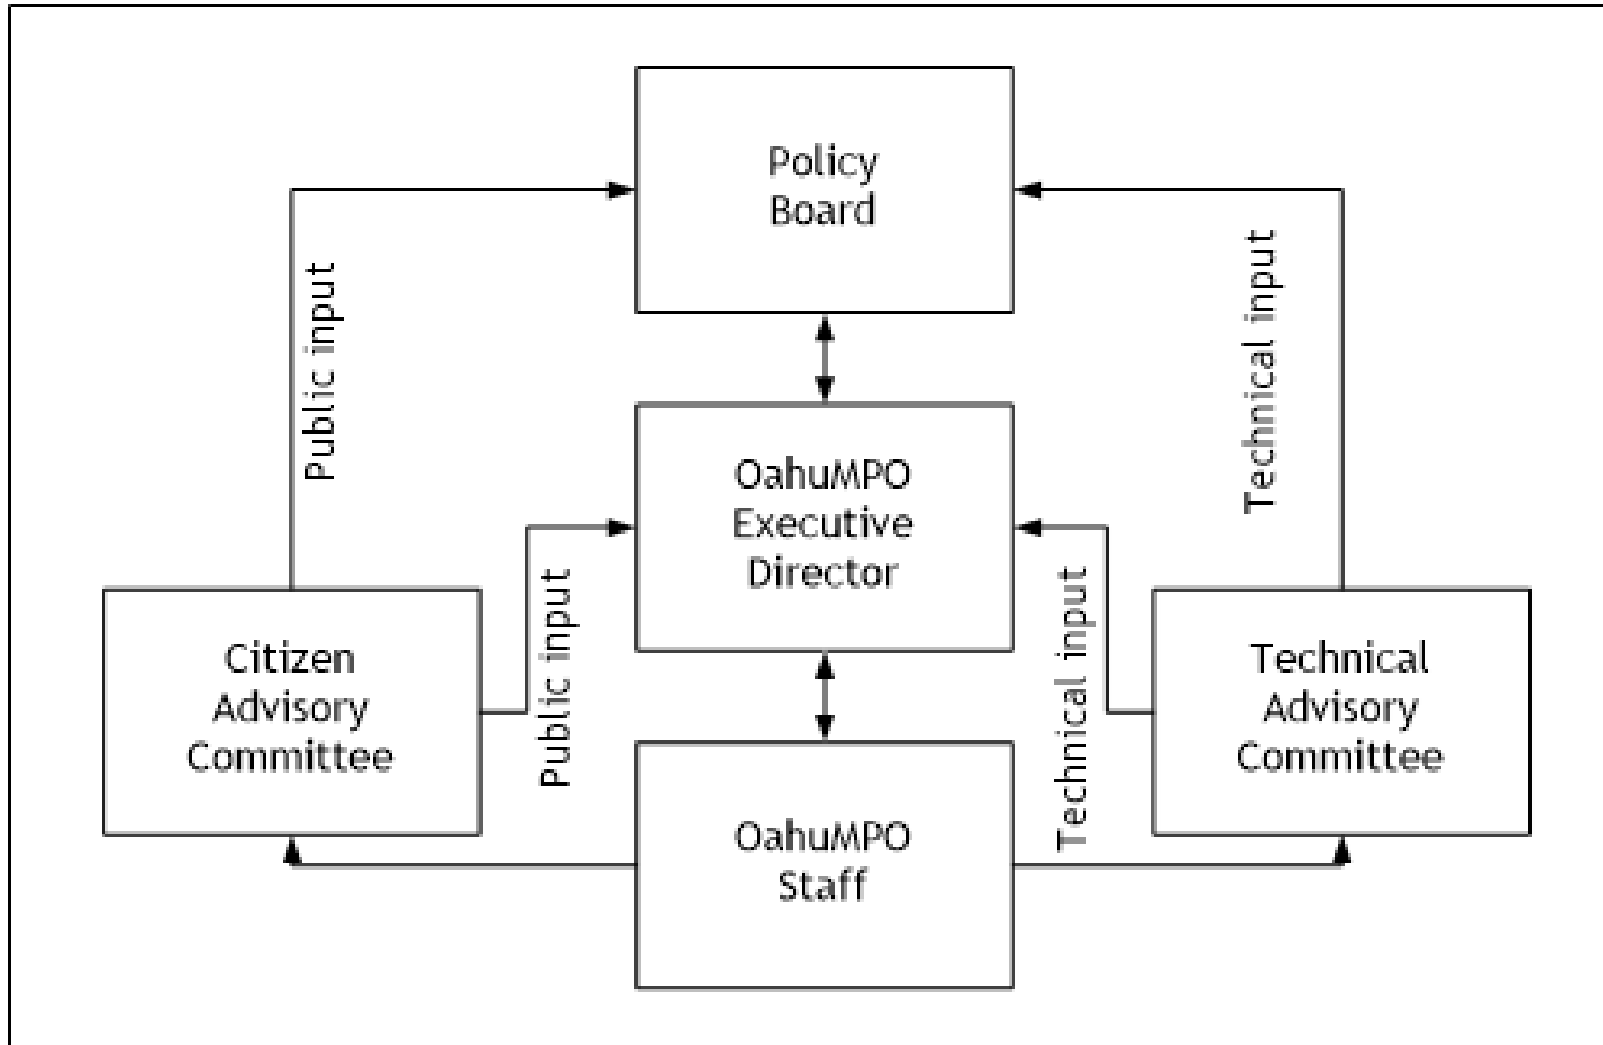 Policy
Board
Public input
Technical input
OahuMPO
Executive
Director
Citizen
Advisory
Committee
Public input
Technical input
Technical
Advisory
Committee
OahuMPO
Staff